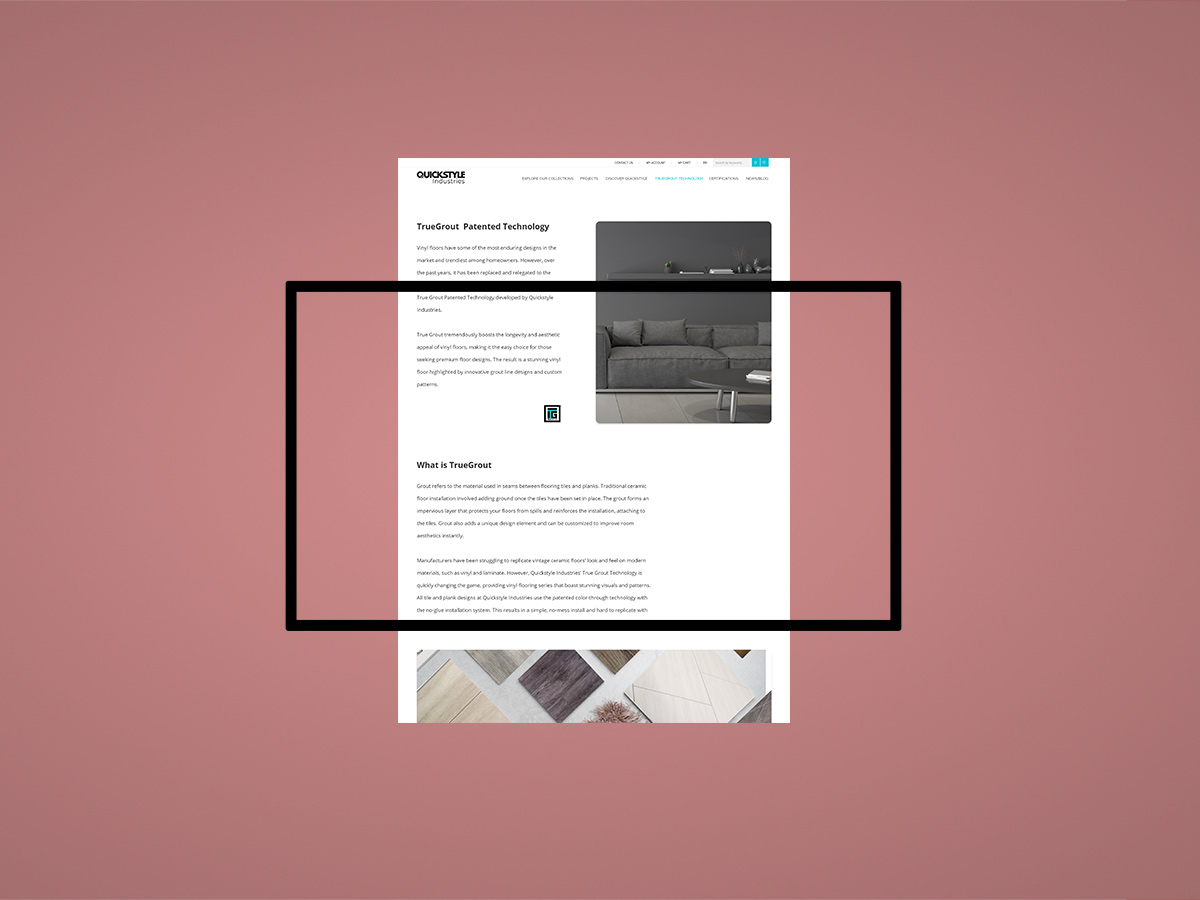 CONTACT US
MY ACCOUNT
MY CART
EN
QUICKSTYLE
Industries
EXPLORE OUR COLLECTIONS
PROJECTS
DISCOVER QUICKSTYLE
TRUEGROUT TECHNOLOGY
CERTIFICATIONS
NEWS/BLOG
TrueGrout Patented Technology
Vinyl floors have some of the most enduring designs in the
market and trendiest among homeowners. However, over
the past years, it has been replaced and relegated to the
True Grout Patented Technology developed by Quickstyle
Industries.
True Grout tremendously boosts the longevity and aesthetic
appeal of vinyl floors, making it the easy choice for those
seeking premium floor designs. The result is a stunning vinyl
floor highlighted by innovative grout line designs and custom
patterns.
TG
What is TrueGrout
Grout refers to the material used in seams between flooring tiles and planks. Traditional ceramic
floor installation involved adding ground once the tiles have been set in place. The grout forms an
impervious layer that protects your floors from spills and reinforces the installation, attaching to
the tiles. Grout also adds a unique design element and can be customized to improve room
aesthetics instantly.
Manufacturers have been struggling to replicate vintage ceramic floors' look and feel on modern
materials, such as vinyl and laminate. However, Quickstyle Industries' True Grout Technology is
quickly changing the game, providing vinyl flooring series that boast stunning visuals and patterns.
All tile and plank designs at Quickstyle Industries use the patented color through technology with
the no-glue installation system. This results in a simple, no-mess install and hard to replicate with